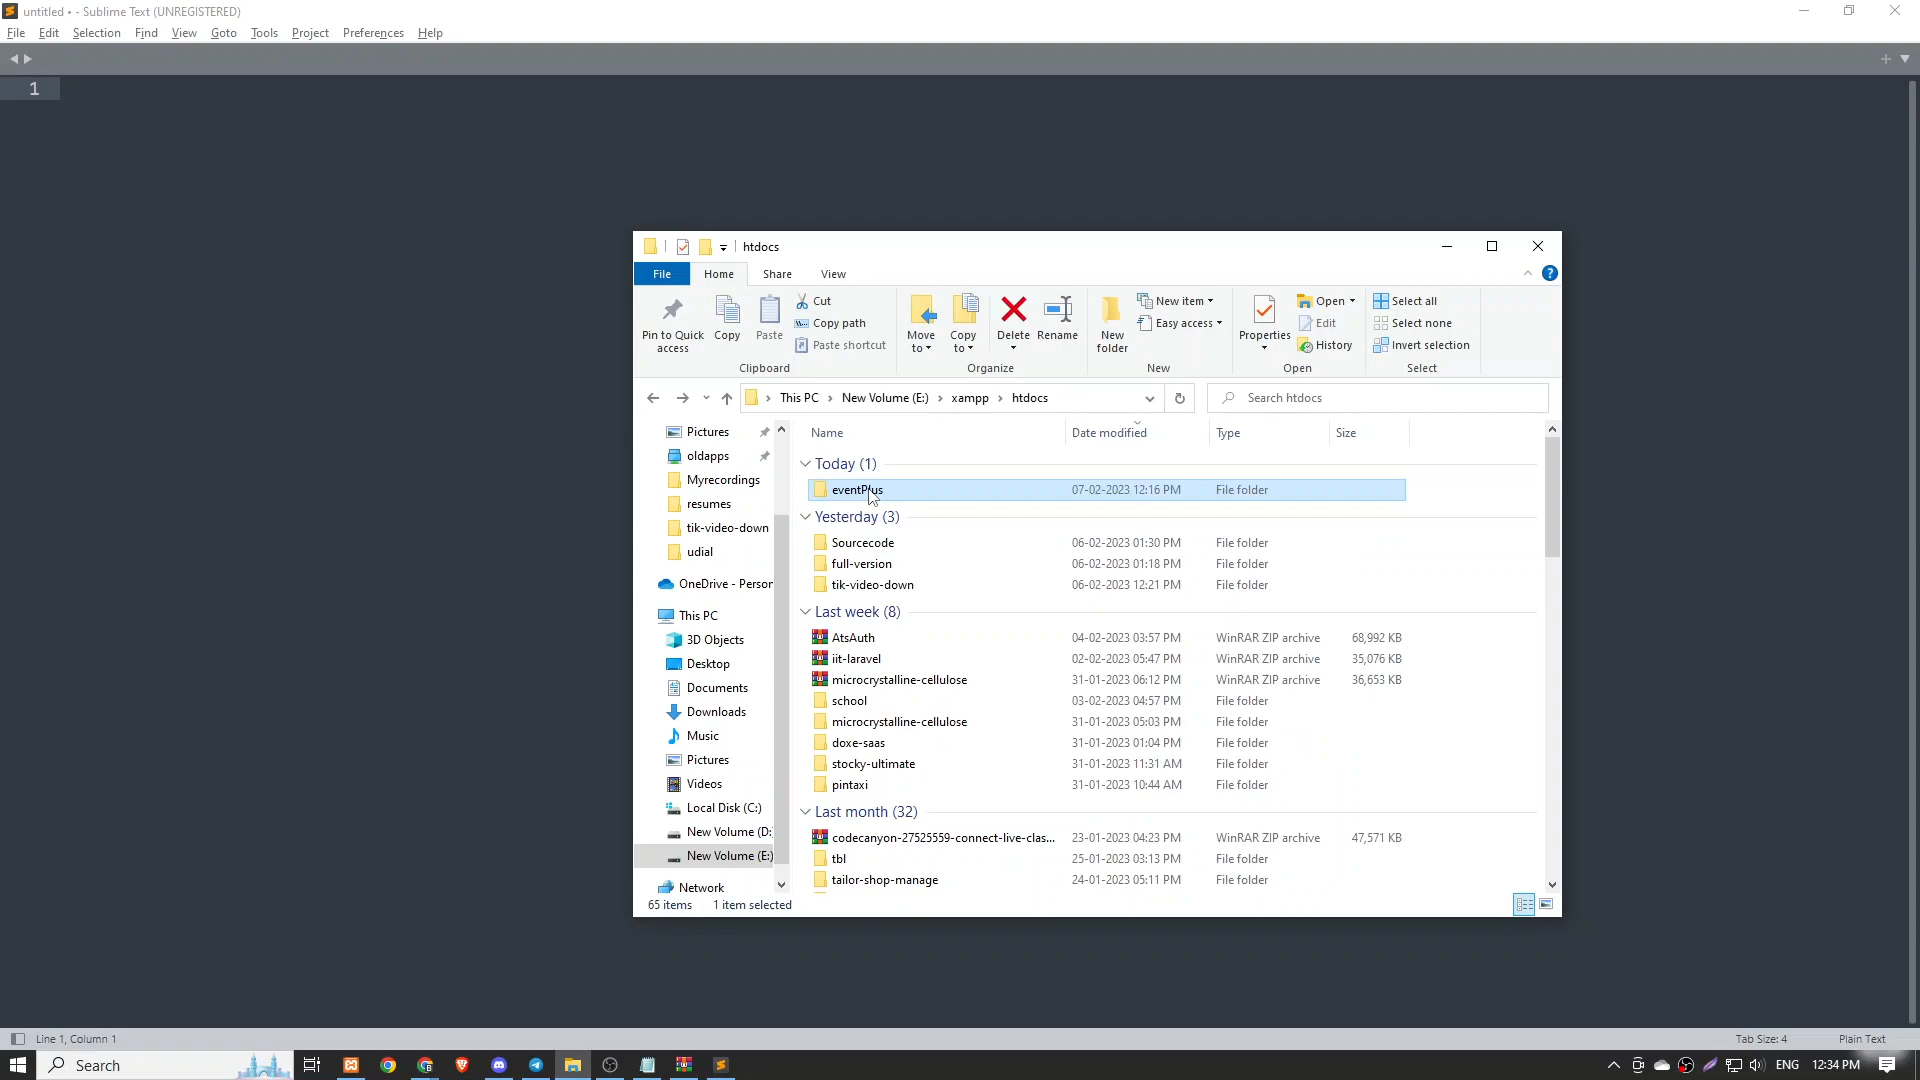 untitled • - Sublime Text (UNREGISTERED)
File Edit Selection Find View Goto Tools Project Preferences Help
1
htdocs
File Home Share View
Pin to Quick access
Copy
Paste
Cut
Copy path
Paste shortcut
Clipboard
Move to
Copy to
Delete
Rename
Organize
New folder
New item
Easy access
New
Properties
Open
Edit
History
Open
Select all
Select none
Invert selection
Select
This PC › New Volume (E:) › xampp › htdocs
Search htdocs
Pictures
oldapps
Myrecordings
resumes
tik-video-down
udial
OneDrive - Person
This PC
3D Objects
Desktop
Documents
Downloads
Music
Pictures
Videos
Local Disk (C:)
New Volume (D:
New Volume (E:)
Network
Name Date modified Type Size
Today (1)
eventPlus 07-02-2023 12:16 PM File folder
Yesterday (3)
Sourcecode 06-02-2023 01:30 PM File folder
full-version 06-02-2023 01:18 PM File folder
tik-video-down 06-02-2023 12:21 PM File folder
Last week (8)
AtsAuth 04-02-2023 03:57 PM WinRAR ZIP archive 68,992 KB
iit-laravel 02-02-2023 05:47 PM WinRAR ZIP archive 35,076 KB
microcrystalline-cellulose 31-01-2023 06:12 PM WinRAR ZIP archive 36,653 KB
school 03-02-2023 04:57 PM File folder
microcrystalline-cellulose 31-01-2023 05:03 PM File folder
doxe-saas 31-01-2023 01:04 PM File folder
stocky-ultimate 31-01-2023 11:31 AM File folder
pintaxi 31-01-2023 10:44 AM File folder
Last month (32)
codecanyon-27525559-connect-live-clas... 23-01-2023 04:23 PM WinRAR ZIP archive 47,571 KB
tbl 25-01-2023 03:13 PM File folder
tailor-shop-manage 24-01-2023 05:11 PM File folder
65 items 1 item selected
Line 1, Column 1 Tab Size: 4 Plain Text
Search ENG 12:34 PM